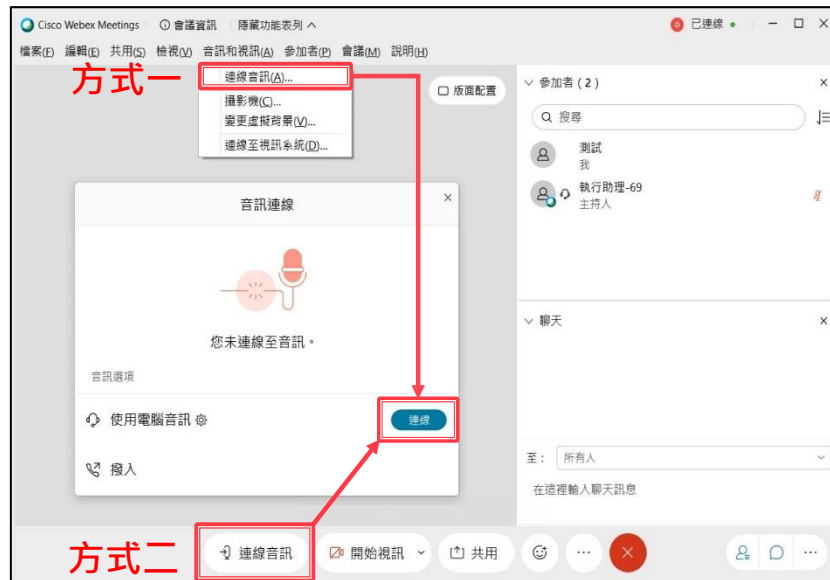 Cisco Webex Meetings ⓘ 會議資訊 隱藏功能表列 ∧ 已連線
檔案(F) 編輯(E) 共用(S) 檢視(V) 音訊和視訊(A) 參加者(P) 會議(M) 說明(H)
方式一
連線音訊(A)...
攝影機(C)...
變更虛擬背景(V)...
連線至視訊系統(D)...
版面配置
參加者 (2)
搜尋
測試
我
執行助理-69
主持人
音訊連線
您未連線至音訊。
音訊選項
使用電腦音訊
連線
撥入
聊天
至： 所有人
在這裡輸入聊天訊息
方式二
連線音訊 開始視訊 共用